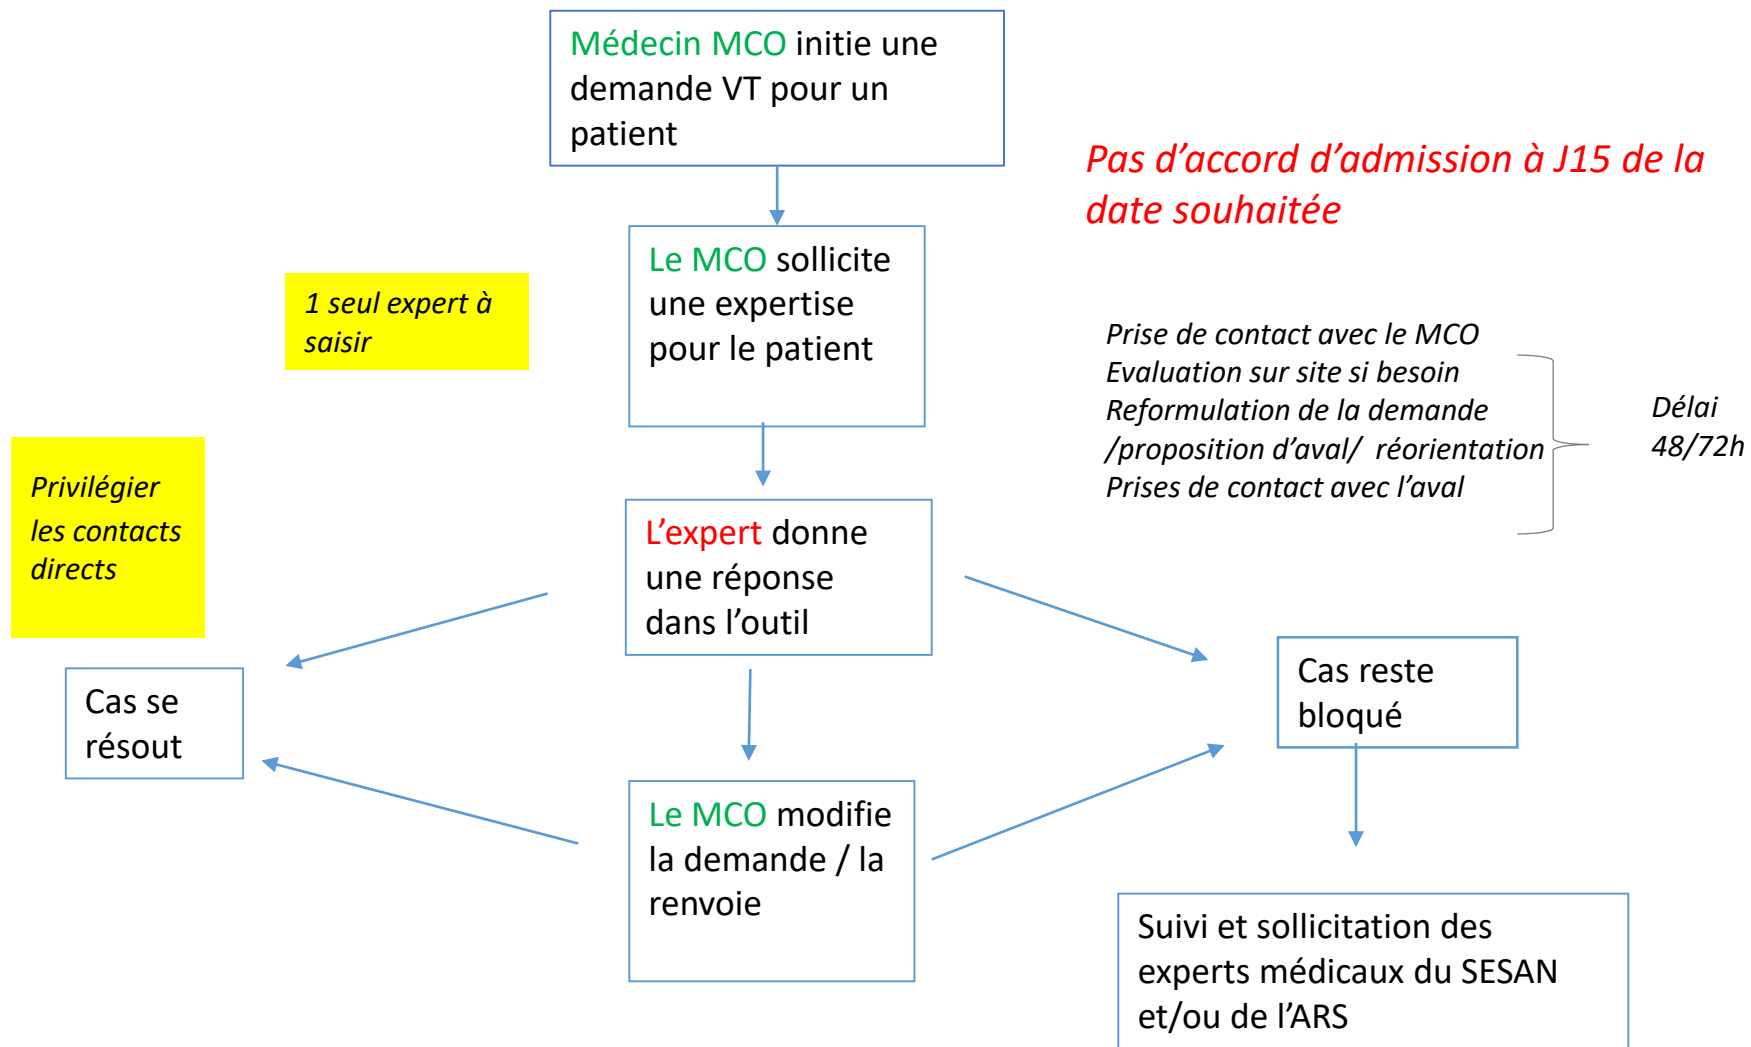 Médecin MCO initie une
demande VT pour un
patient
Pas d’accord d’admission à J15 de la
date souhaitée
Le MCO sollicite
une expertise
pour le patient
1 seul expert à
saisir
Prise de contact avec le MCO
Evaluation sur site si besoin
Reformulation de la demande
/proposition d’aval/ réorientation
Prises de contact avec l’aval
Délai
48/72h
Privilégier
les contacts
directs
L’expert donne
une réponse
dans l’outil
Cas se
résout
Cas reste
bloqué
Le MCO modifie
la demande / la
renvoie
Suivi et sollicitation des
experts médicaux du SESAN
et/ou de l’ARS